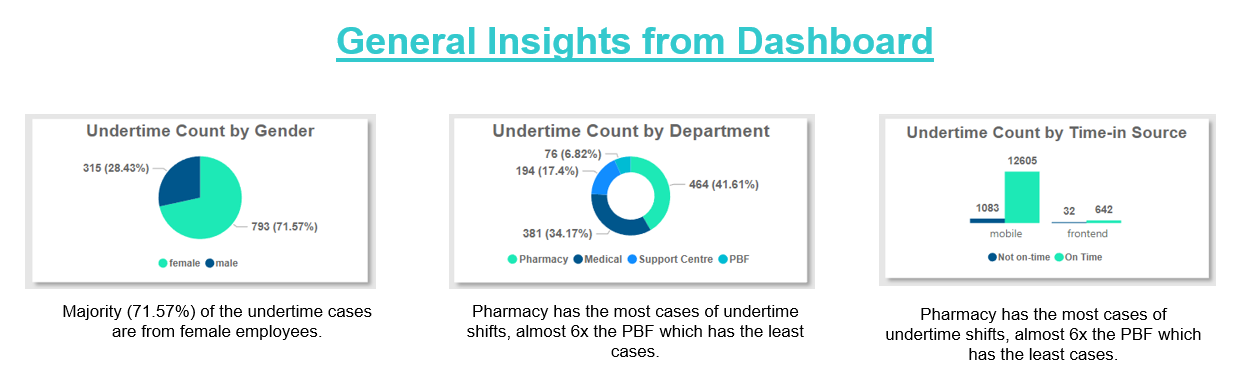 General Insights from Dashboard
Undertime Count by Gender
315 (28.43%)
793 (71.57%)
female male
Majority (71.57%) of the undertime cases
are from female employees.
Undertime Count by Department
76 (6.82%)
194 (17.4%)
464 (41.61%)
381 (34.17%)
Pharmacy Medical Support Centre PBF
Pharmacy has the most cases of undertime
shifts, almost 6x the PBF which has the least
cases.
Undertime Count by Time-in Source
12605
1083
32
642
mobile
frontend
Not on-time On Time
Pharmacy has the most cases of
undertime shifts, almost 6x the PBF which
has the least cases.